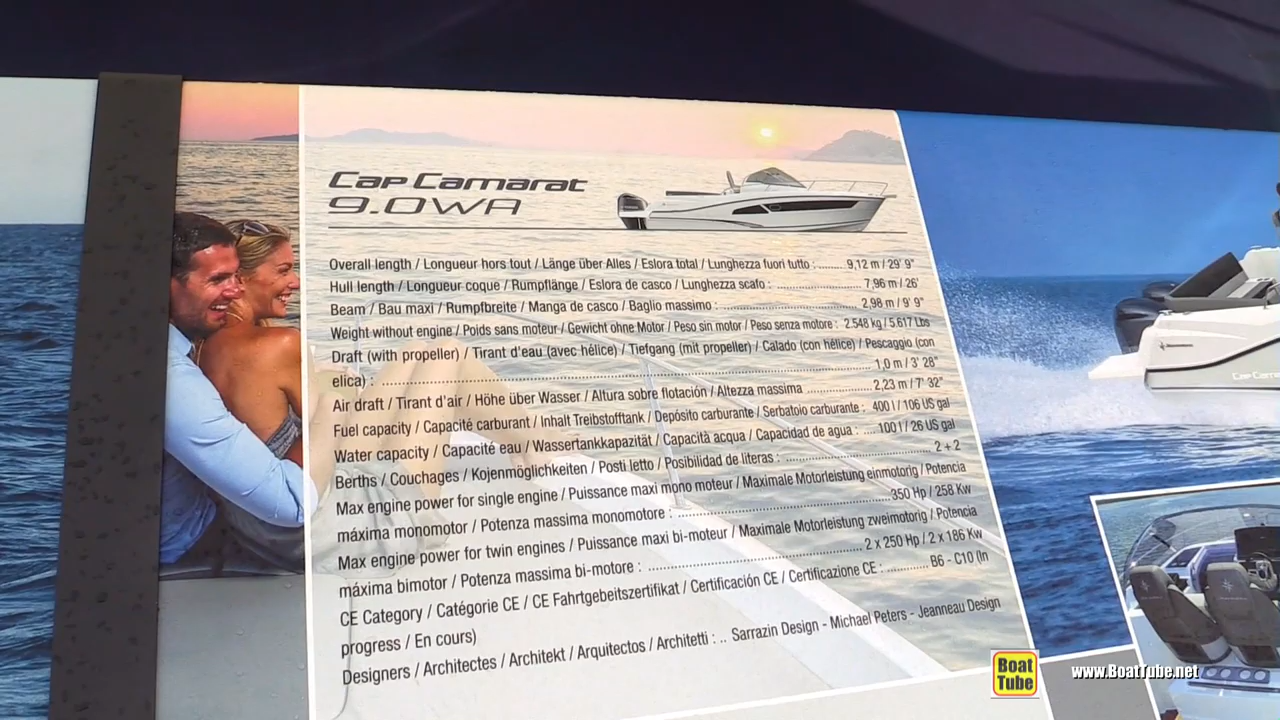 Cap Camarat
9.0WA
Overall length / Longueur hors tout / Länge über Alles / Eslora total / Lunghezza fuori tutto : ........ 9,12 m / 29' 9"
Hull length / Longueur coque / Rumpflänge / Eslora de casco / Lunghezza scafo : ........................ 7,96 m / 26'
Beam / Bau maxi / Rumpfbreite / Manga de casco / Baglio massimo : ........................................ 2,98 m / 9' 9"
Weight without engine / Poids sans moteur / Gewicht ohne Motor / Peso sin motor / Peso senza motore : 2.548 kg / 5.617 Lbs
Draft (with propeller) / Tirant d'eau (avec hélice) / Tiefgang (mit propeller) / Calado (con hélice) / Pescaggio (con
elica) : ................................................................................ 1,0 m / 3' 28"
Air draft / Tirant d'air / Höhe über Wasser / Altura sobre flotación / Altezza massima .................. 2,23 m / 7' 32"
Fuel capacity / Capacité carburant / Inhalt Treibstofftank / Depósito carburante / Serbatoio carburante : 400 l / 106 US gal
Water capacity / Capacité eau / Wassertankkapazität / Capacità acqua / Capacidad de agua : .... 100 l / 26 US gal
Berths / Couchages / Kojenmöglichkeiten / Posti letto / Posibilidad de literas : .................................. 2 + 2
Max engine power for single engine / Puissance maxi mono moteur / Maximale Motorleistung einmotorig / Potencia
máxima monomotor / Potenza massima monomotore : .................................................. 350 Hp / 258 Kw
Max engine power for twin engines / Puissance maxi bi-moteur / Maximale Motorleistung zweimotorig / Potencia
máxima bimotor / Potenza massima bi-motore : .................................................. 2 x 250 Hp / 2 x 186 Kw
CE Category / Catégorie CE / CE Fahrtgebeitszertifikat / Certificación CE / Certificazione CE : ........... B6 - C10 (In
progress / En cours)
Designers / Architectes / Architekt / Arquitectos / Architetti : .. Sarrazin Design - Michael Peters - Jeanneau Design
Cap Camarat
Boat
Tube
www.BoatTube.net